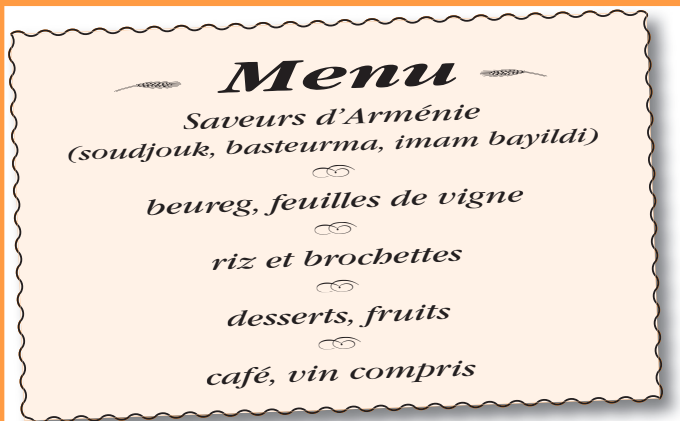 Menu
Saveurs d'Arménie
(soudjouk, basteurma, imam bayildi)
beureg, feuilles de vigne
riz et brochettes
desserts, fruits
café, vin compris